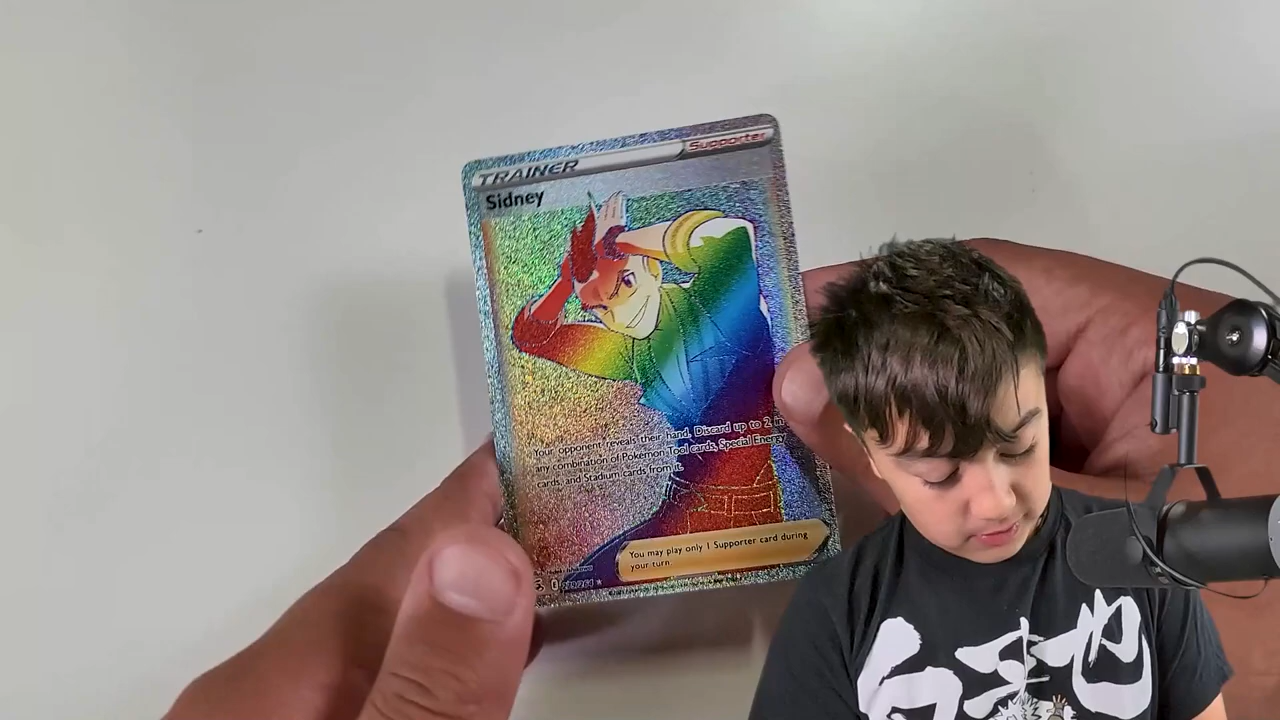 TRAINER
Supporter
Sidney
Your opponent reveals their hand. Discard up to 2 in
any combination of Pokémon Tool cards, Special Energy
cards, and Stadium cards from it.
You may play only 1 Supporter card during
your turn.